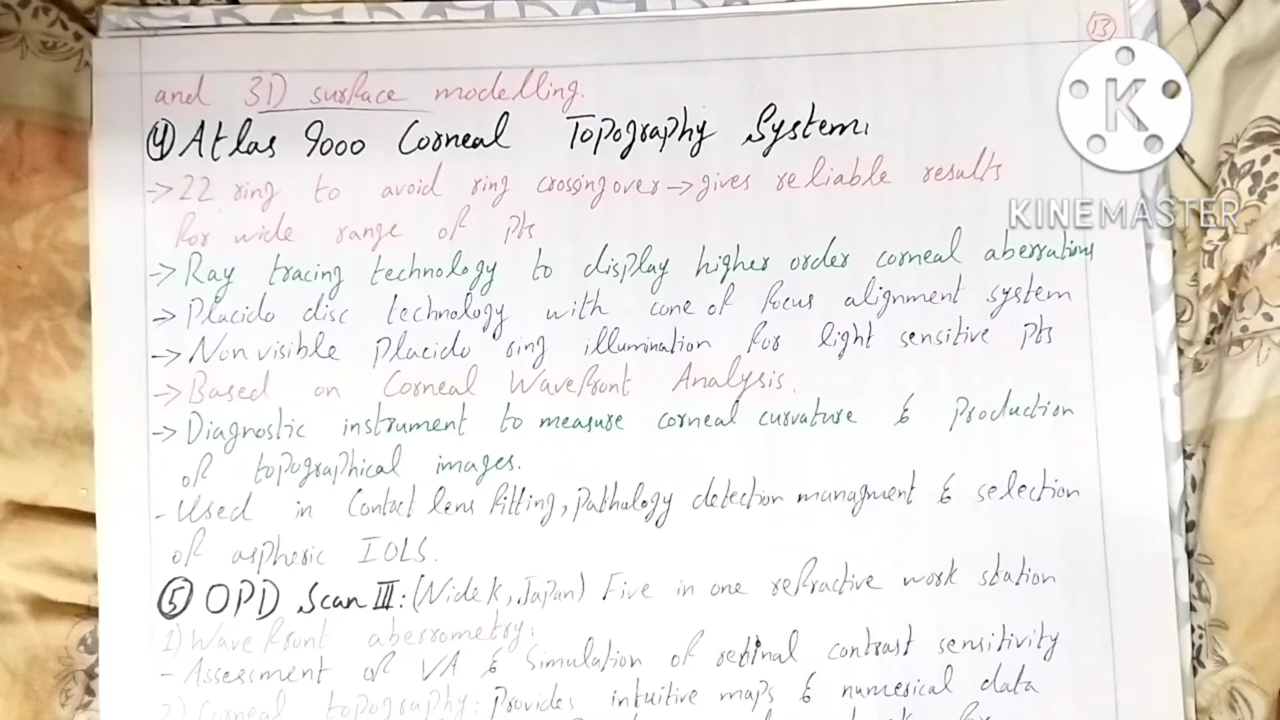 13
and 3D surface modelling.
K
KINEMASTER
④ Atlas 9000 Corneal Topography System.
→ 22 ring to avoid ring crossingover → gives reliable results
for wide range of pts
→ Ray tracing technology to display higher order corneal aberrations
→ Placido disc technology with cone of focus alignment system
→ Non visible placido ring illumination for light sensitive pts
→ Based on Corneal Wavefront Analysis.
→ Diagnostic instrument to measure corneal curvature & production
of topographical images.
- Used in Contact lens fitting, pathology detection managment & selection
of aspheric IOLS.
⑤ OPD Scan III: (Nidek, Japan) Five in one refractive work station
1) Wavefront aberrometry:
- Assessment of VA & Simulation of retinal contrast sensitivity
2) Corneal topography: Provides intuitive maps & numerical data